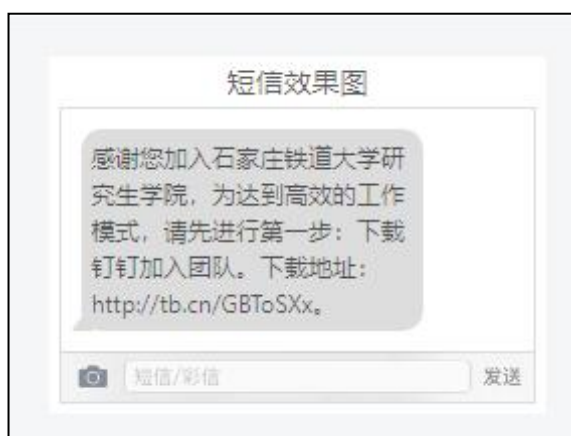 短信效果图
感谢您加入石家庄铁道大学研
究生学院，为达到高效的工作
模式，请先进行第一步：下载
钉钉加入团队。下载地址：
http://tb.cn/GBToSXx。
短信/彩信
发送